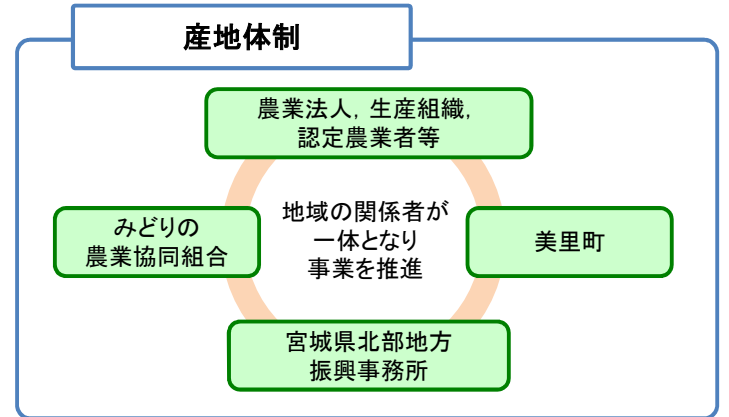 産地体制
農業法人，生産組織，
認定農業者等
みどりの
農業協同組合
地域の関係者が
一体となり
事業を推進
美里町
宮城県北部地方
振興事務所